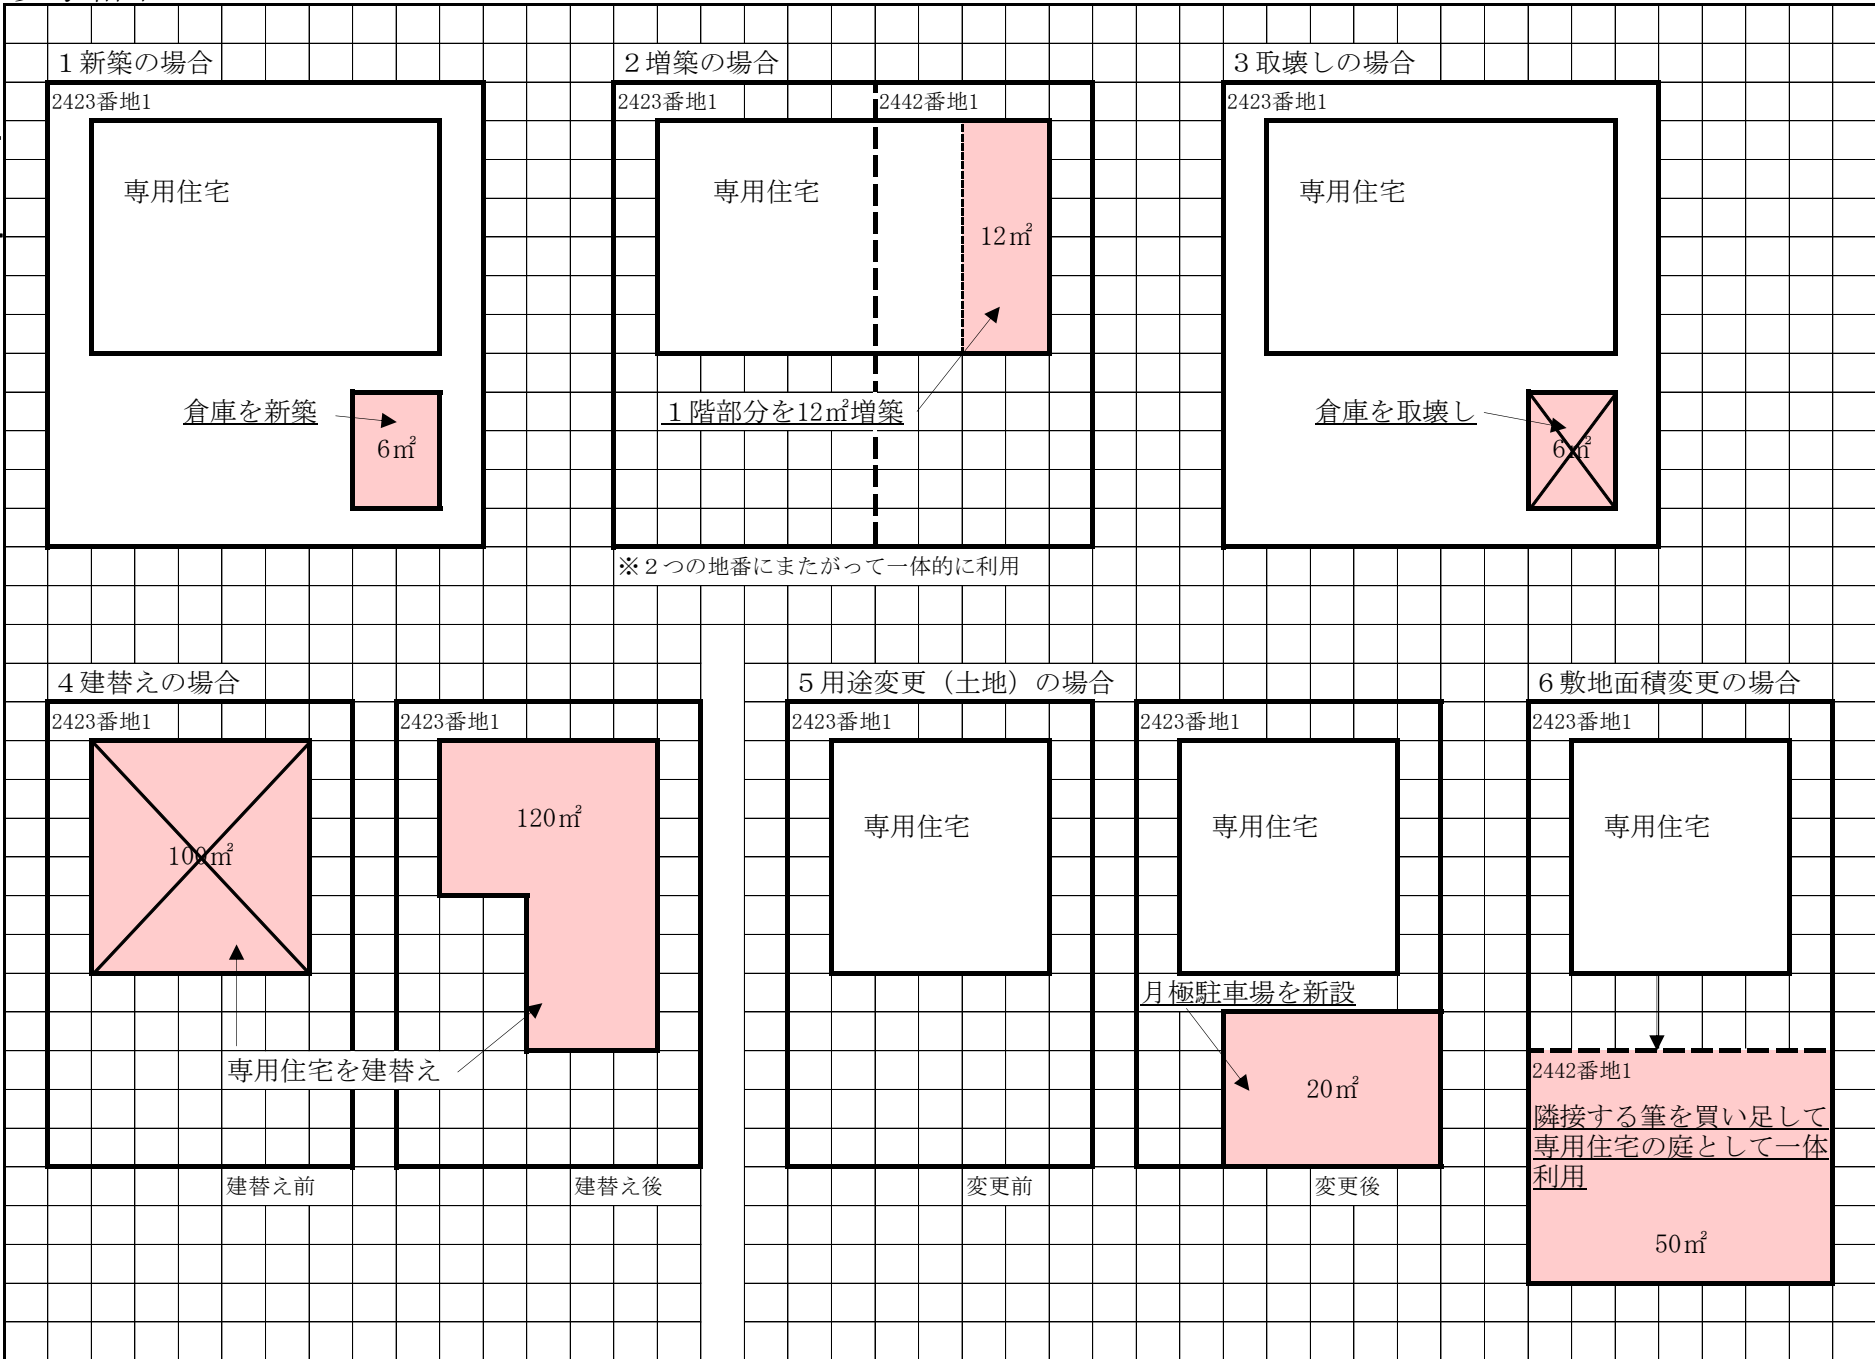 １新築の場合
2423番地1
専用住宅
倉庫を新築
6㎡
２増築の場合
2423番地1
2442番地1
専用住宅
12㎡
１階部分を12㎡増築
※２つの地番にまたがって一体的に利用
３取壊しの場合
2423番地1
専用住宅
倉庫を取壊し
6㎡
４建替えの場合
2423番地1
100㎡
2423番地1
120㎡
専用住宅を建替え
建替え前
建替え後
５用途変更（土地）の場合
2423番地1
専用住宅
2423番地1
専用住宅
月極駐車場を新設
20㎡
変更前
変更後
６敷地面積変更の場合
2423番地1
専用住宅
2442番地1
隣接する筆を買い足して
専用住宅の庭として一体
利用
50㎡